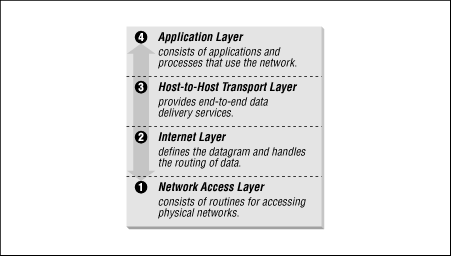 4 Application Layer
consists of applications and
processes that use the network.
3 Host-to-Host Transport Layer
provides end-to-end data
delivery services.
2 Internet Layer
defines the datagram and handles
the routing of data.
1 Network Access Layer
consists of routines for accessing
physical networks.